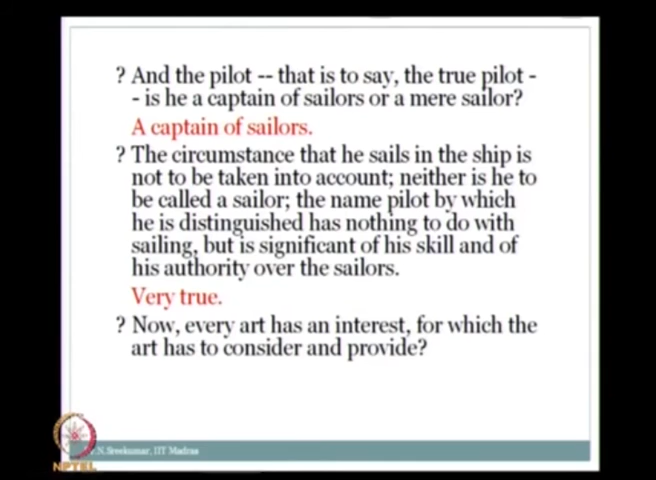 ? And the pilot -- that is to say, the true pilot -
- is he a captain of sailors or a mere sailor?
A captain of sailors.
? The circumstance that he sails in the ship is
not to be taken into account; neither is he to
be called a sailor; the name pilot by which
he is distinguished has nothing to do with
sailing, but is significant of his skill and of
his authority over the sailors.
Very true.
? Now, every art has an interest, for which the
art has to consider and provide?
.N.Sreekumar, IIT Madras
NPTEL